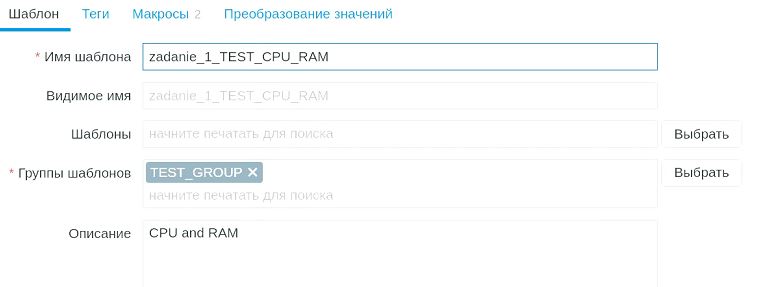 Шаблон Теги Макросы 2 Преобразование значений
* Имя шаблона zadanie_1_TEST_CPU_RAM
Видимое имя zadanie_1_TEST_CPU_RAM
Шаблоны начните печатать для поиска Выбрать
* Группы шаблонов TEST_GROUP ✕ Выбрать
начните печатать для поиска
Описание CPU and RAM